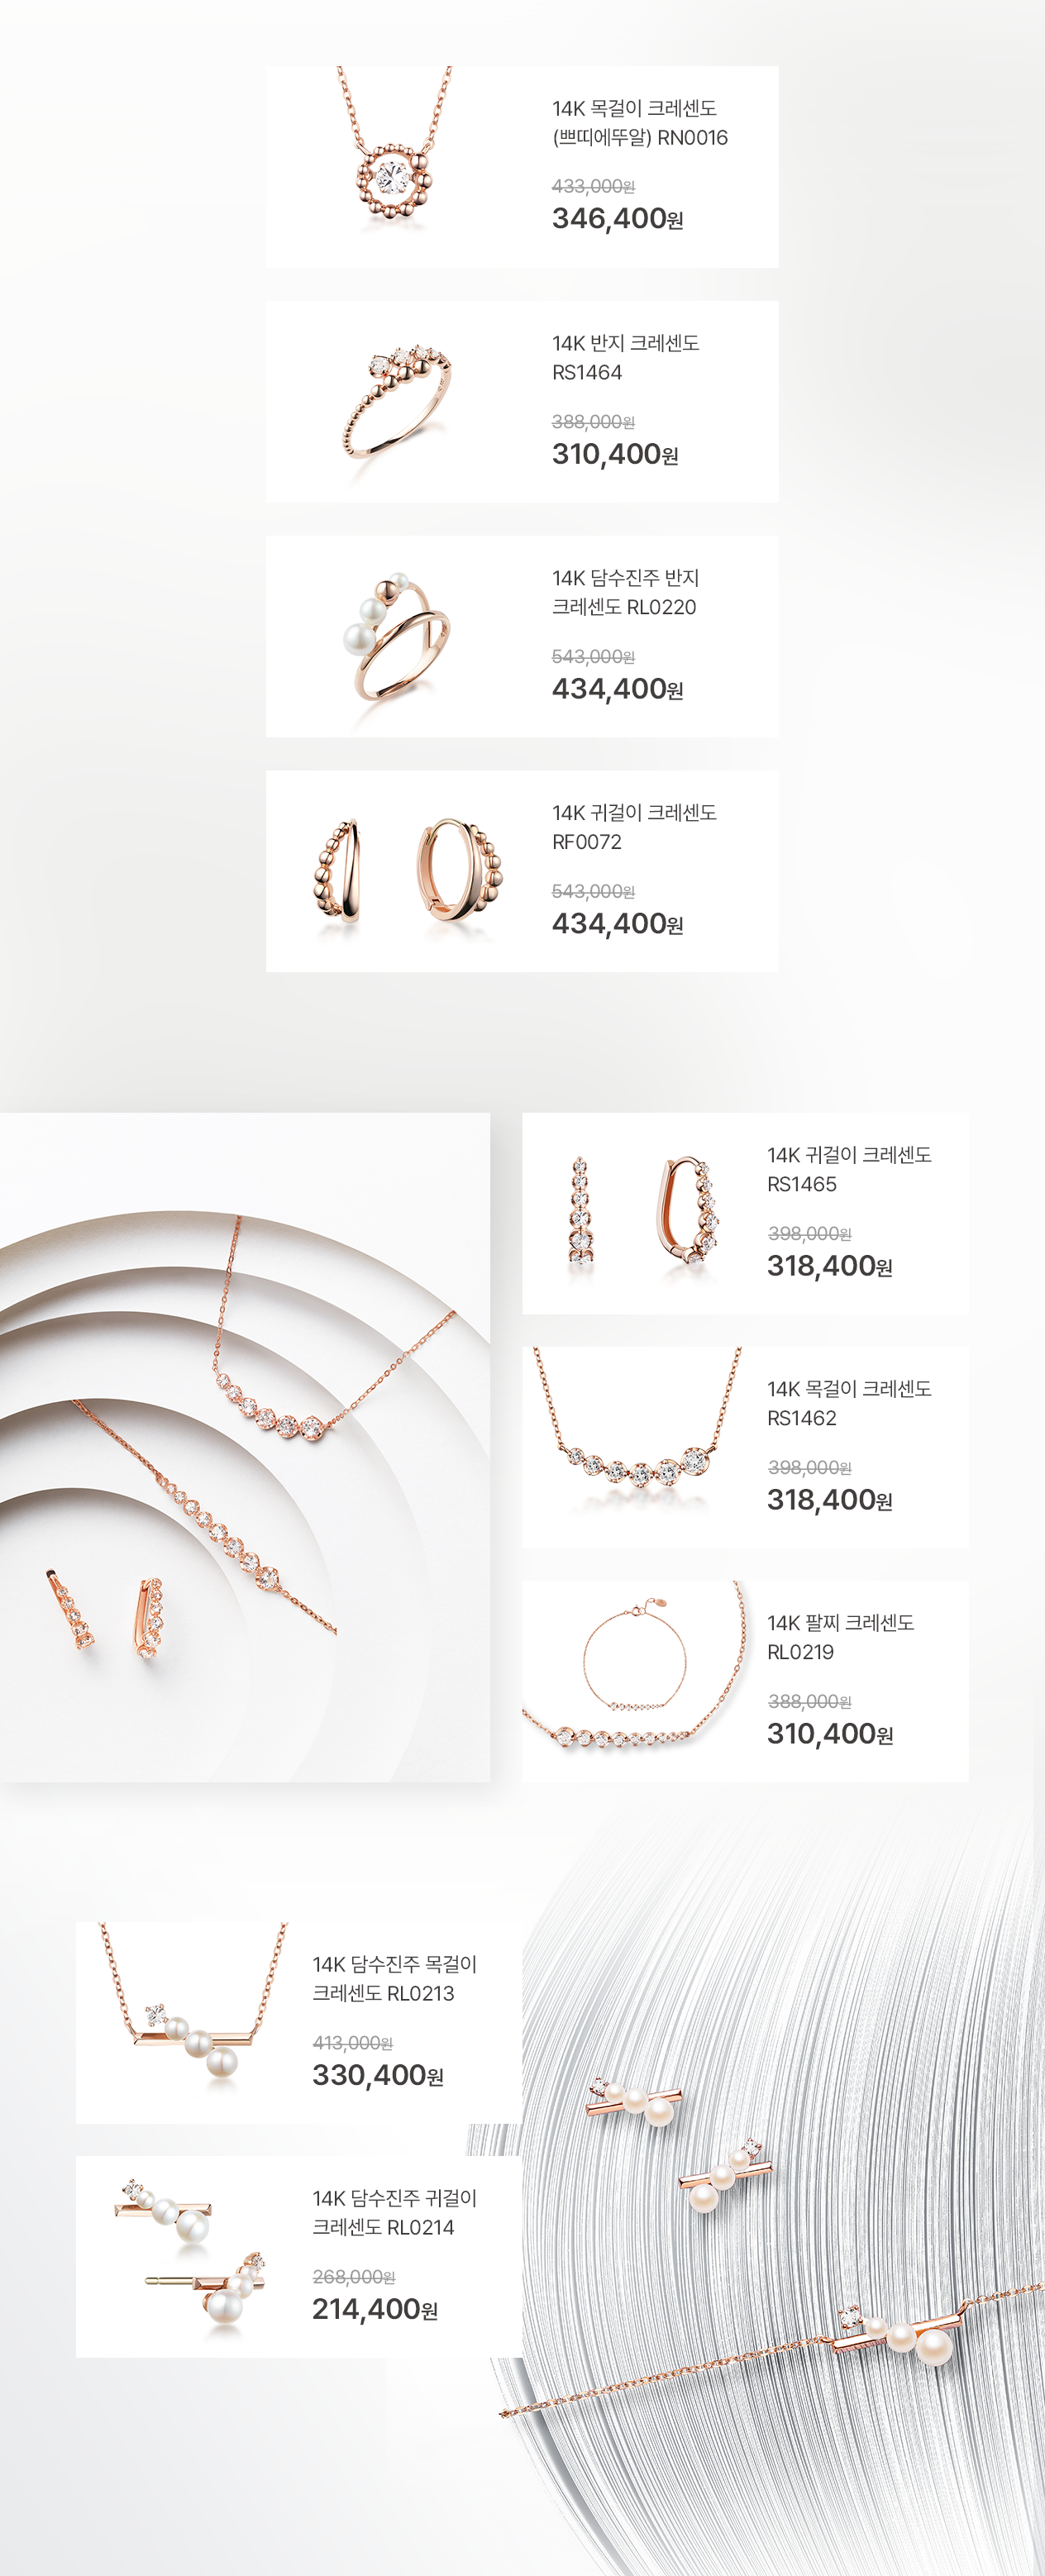 14K 목걸이 크레센도
(쁘띠에뚜알) RN0016
433,000원
346,400원
14K 반지 크레센도
RS1464
388,000원
310,400원
14K 담수진주 반지
크레센도 RL0220
543,000원
434,400원
14K 귀걸이 크레센도
RF0072
543,000원
434,400원
14K 귀걸이 크레센도
RS1465
398,000원
318,400원
14K 목걸이 크레센도
RS1462
398,000원
318,400원
14K 팔찌 크레센도
RL0219
388,000원
310,400원
14K 담수진주 목걸이
크레센도 RL0213
413,000원
330,400원
14K 담수진주 귀걸이
크레센도 RL0214
268,000원
214,400원